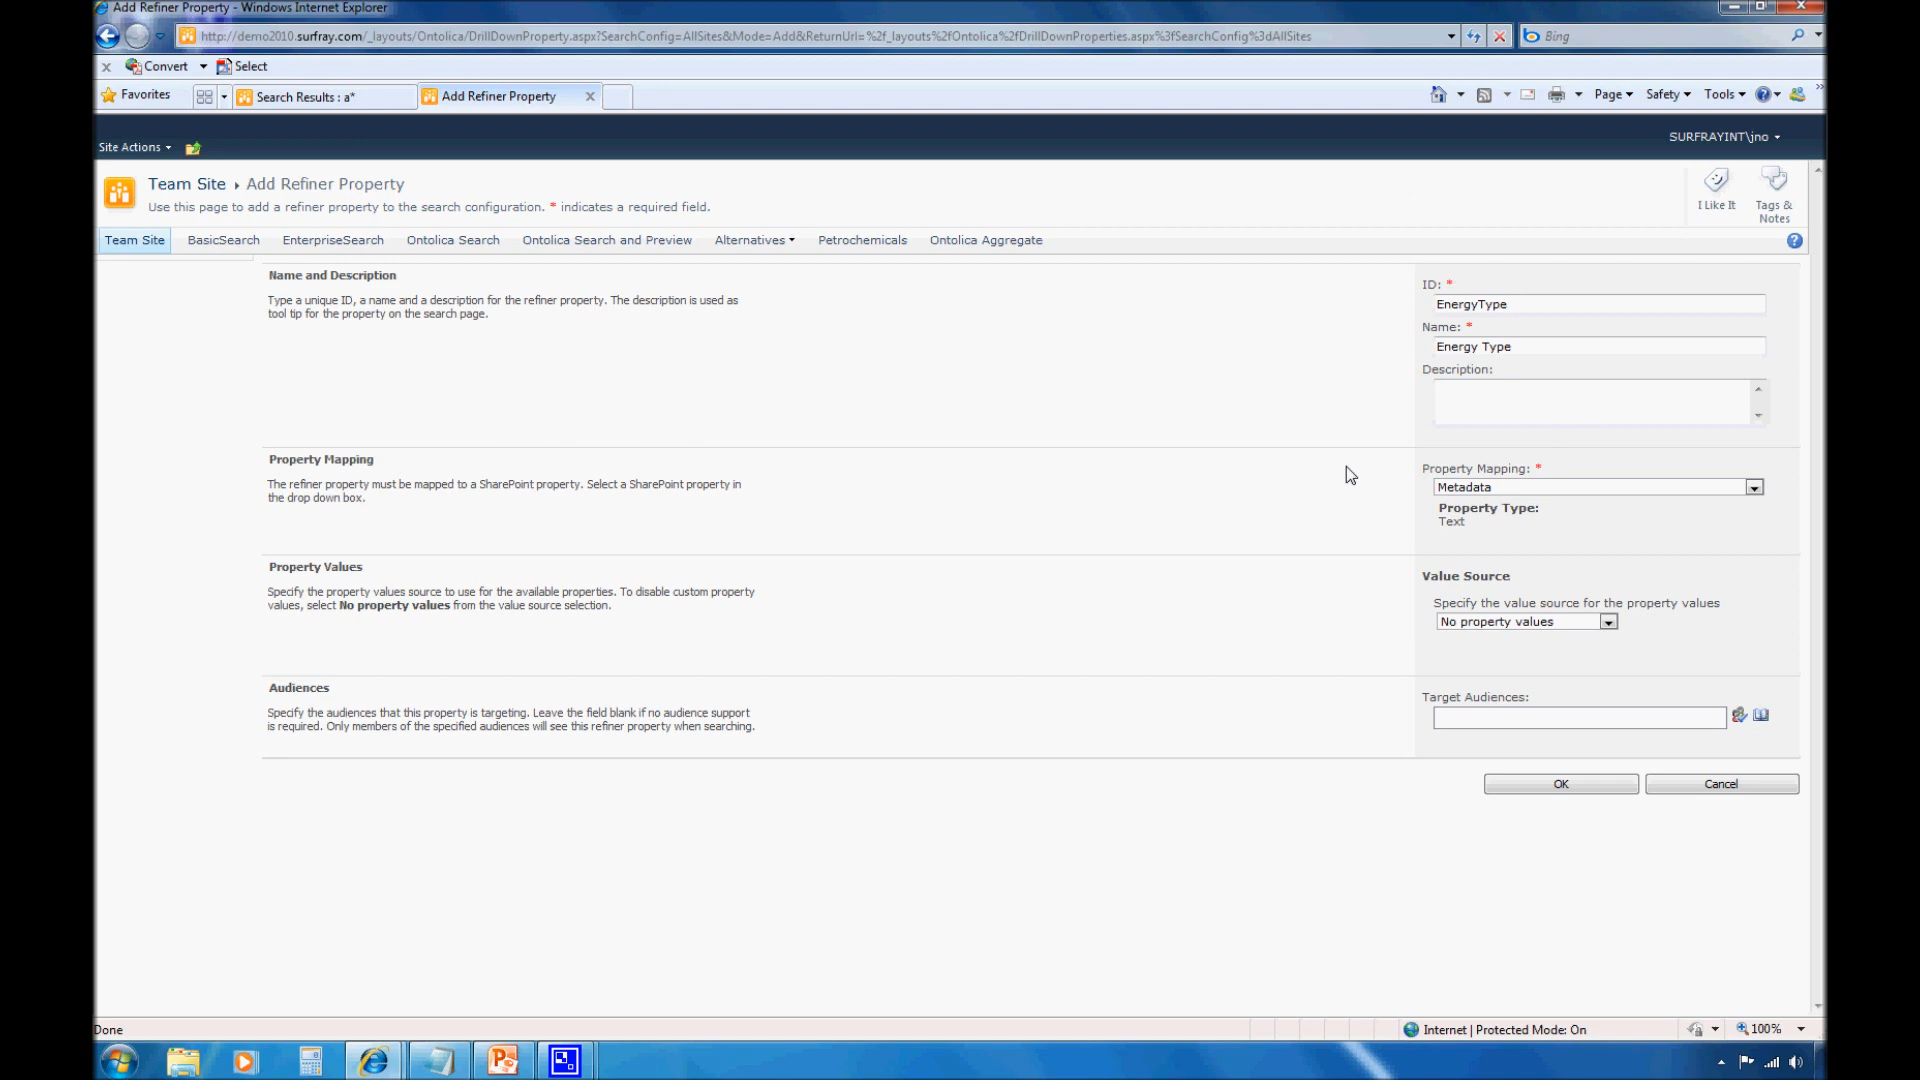 Add Refiner Property - Windows Internet Explorer
http://demo2010.surfray.com/_layouts/Ontolica/DrillDownProperty.aspx?SearchConfig=AllSites&Mode=Add&ReturnUrl=%2f_layouts%2fOntolica%2fDrillDownProperties.aspx%3fSearchConfig%3dAllSites
Bing
x Convert Select
Favorites
Search Results : a*
Add Refiner Property x
Page Safety Tools
Site Actions
SURFRAYINT\jno
Team Site Add Refiner Property
Use this page to add a refiner property to the search configuration. * indicates a required field.
I Like It
Tags &
Notes
Team Site BasicSearch EnterpriseSearch Ontolica Search Ontolica Search and Preview Alternatives Petrochemicals Ontolica Aggregate
Name and Description
Type a unique ID, a name and a description for the refiner property. The description is used as
tool tip for the property on the search page.
ID: *
EnergyType
Name: *
Energy Type
Description:
Property Mapping
The refiner property must be mapped to a SharePoint property. Select a SharePoint property in
the drop down box.
Property Mapping: *
Metadata
Property Type:
Text
Property Values
Specify the property values source to use for the available properties. To disable custom property
values, select No property values from the value source selection.
Value Source
Specify the value source for the property values
No property values
Audiences
Specify the audiences that this property is targeting. Leave the field blank if no audience support
is required. Only members of the specified audiences will see this refiner property when searching.
Target Audiences:
OK Cancel
Done
Internet | Protected Mode: On
100%